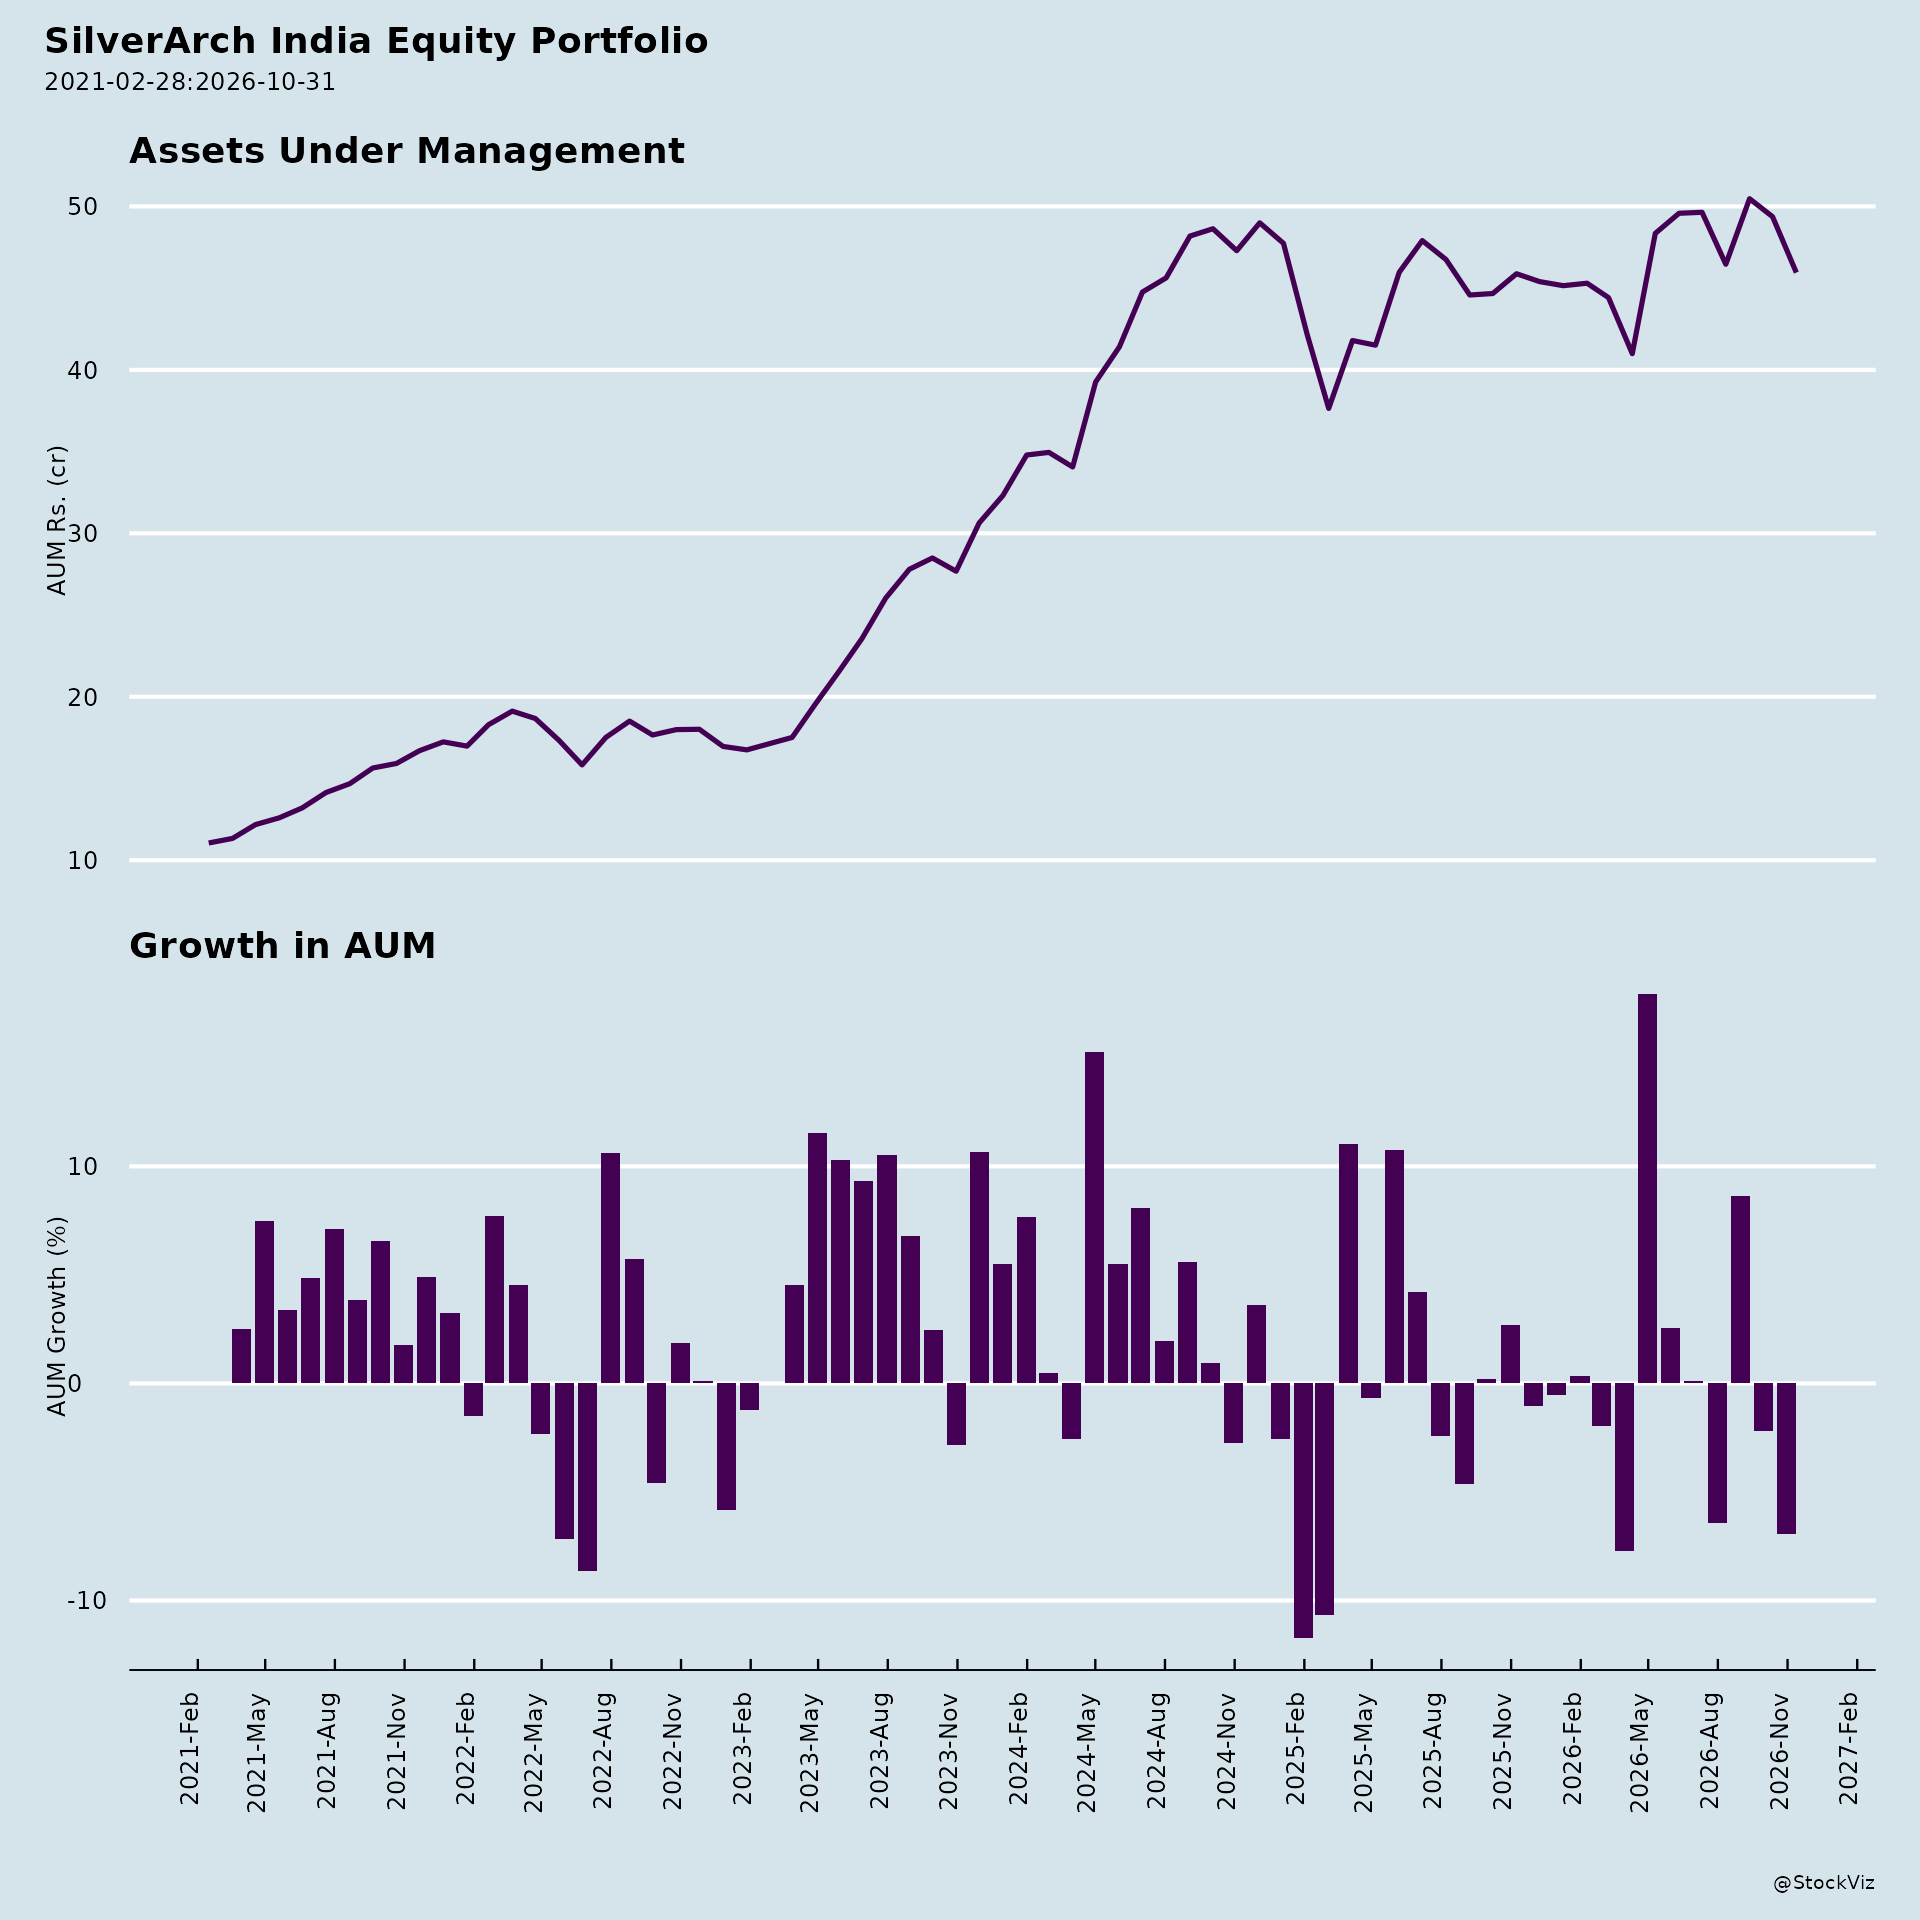 SilverArch India Equity Portfolio
2021-02-28:2026-10-31
Assets Under Management
50
40
30
20
10
AUM Rs. (cr)
Growth in AUM
10
0
-10
AUM Growth (%)
2021-Feb
2021-May
2021-Aug
2021-Nov
2022-Feb
2022-May
2022-Aug
2022-Nov
2023-Feb
2023-May
2023-Aug
2023-Nov
2024-Feb
2024-May
2024-Aug
2024-Nov
2025-Feb
2025-May
2025-Aug
2025-Nov
2026-Feb
2026-May
2026-Aug
2026-Nov
2027-Feb
@StockViz